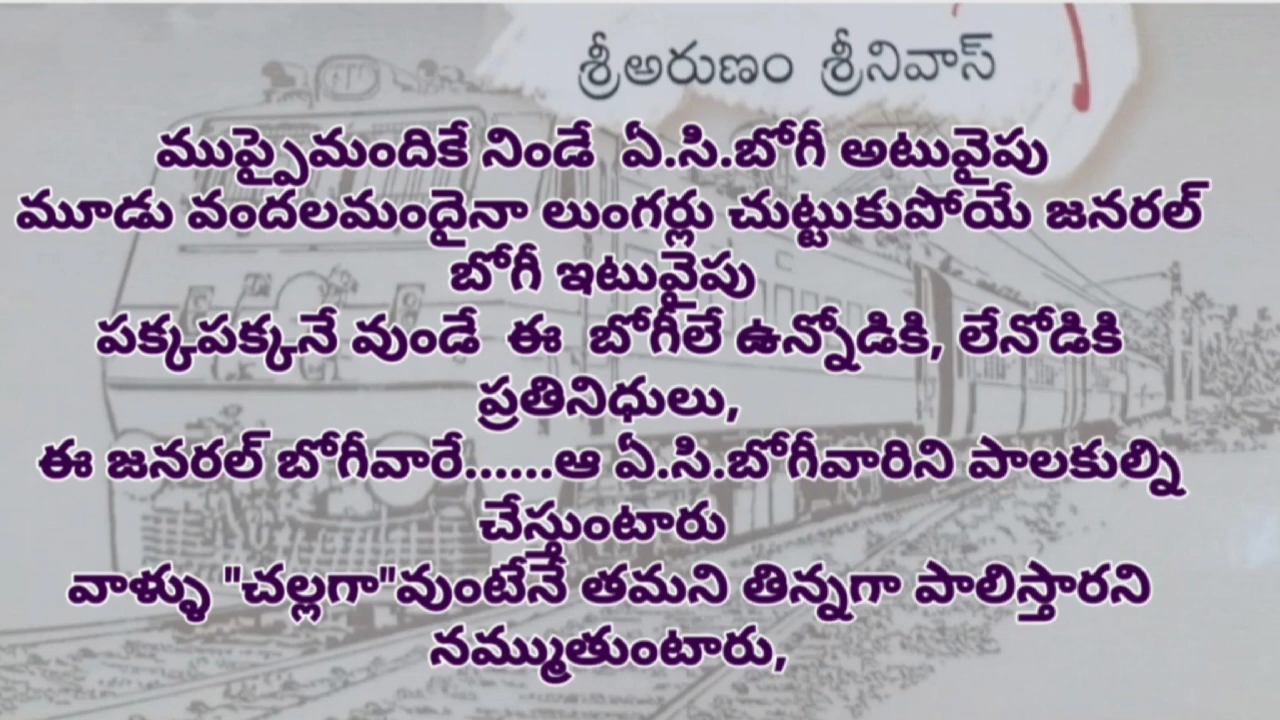 శ్రీఅరుణం శ్రీనివాస్
ముప్పైమందికే నిండే ఏ.సి.బోగీ అటువైపు
మూడు వందలమందైనా లుంగర్లు చుట్టుకుపోయే జనరల్
బోగీ ఇటువైపు
పక్కపక్కనే వుండే ఈ బోగీలే ఉన్నోడికి, లేనోడికి
ప్రతినిధులు,
ఈ జనరల్ బోగీవారే......ఆ ఏ.సి.బోగీవారిని పాలకుల్ని
చేస్తుంటారు
వాళ్ళు "చల్లగా"వుంటేనే తమని తిన్నగా పాలిస్తారని
నమ్ముతుంటారు,